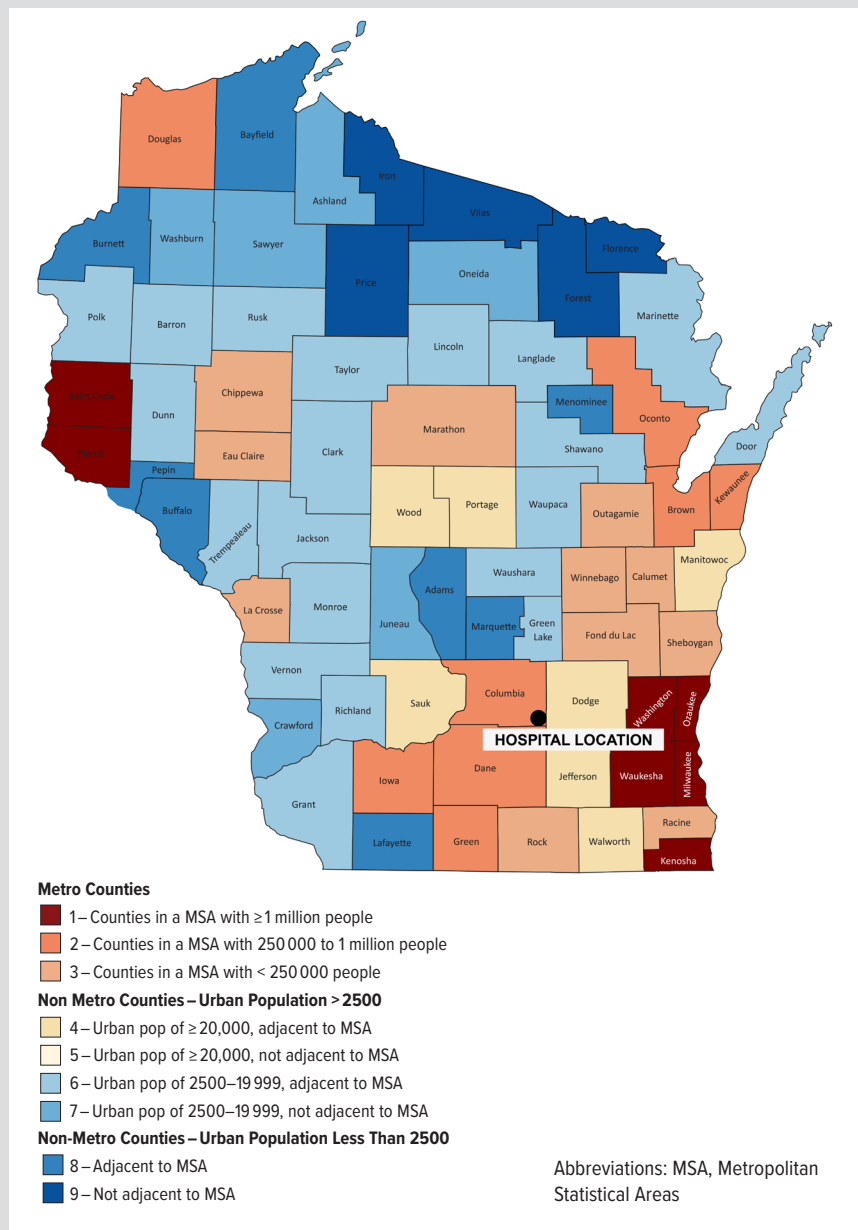 Douglas
Bayfield
Iron
Ashland
Vilas
Burnett
Washburn
Sawyer
Florence
Oneida
Price
Forest
Polk
Barron
Rusk
Marinette
Lincoln
Langlade
Taylor
Chippewa
Menominee
Dunn
Oconto
Marathon
Door
Clark
Shawano
Eau Claire
Pepin
Kewaunee
Buffalo
Wood
Portage
Waupaca
Outagamie
Brown
Trempealeau
Jackson
Manitowoc
Waushara
Winnebago
Calumet
Adams
La Crosse
Monroe
Juneau
Marquette
Green
Lake
Fond du Lac
Sheboygan
Vernon
Richland
Sauk
Columbia
Dodge
Washington
Ozaukee
Crawford
HOSPITAL LOCATION
Dane
Iowa
Jefferson
Waukesha
Milwaukee
Grant
Lafayette
Green
Rock
Walworth
Racine
Kenosha
Metro Counties
1 – Counties in a MSA with ≥ 1 million people
2 – Counties in a MSA with 250 000 to 1 million people
3 – Counties in a MSA with < 250 000 people
Non Metro Counties – Urban Population > 2500
4 – Urban pop of ≥ 20,000, adjacent to MSA
5 – Urban pop of ≥ 20,000, not adjacent to MSA
6 – Urban pop of 2500–19 999, adjacent to MSA
7 – Urban pop of 2500–19 999, not adjacent to MSA
Non-Metro Counties – Urban Population Less Than 2500
8 – Adjacent to MSA
9 – Not adjacent to MSA
Abbreviations: MSA, Metropolitan
Statistical Areas